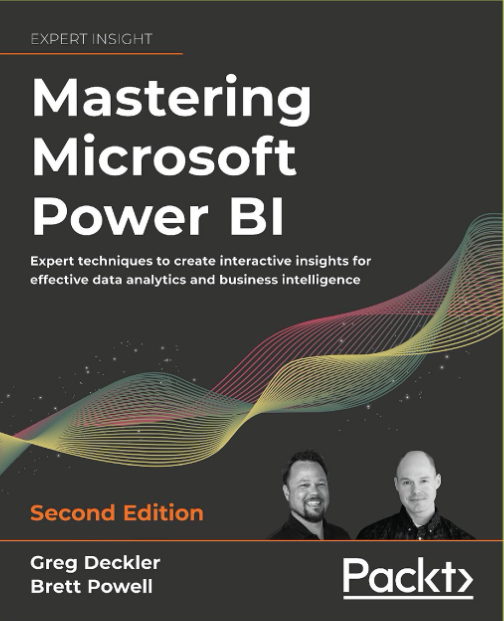 EXPERT INSIGHT
Mastering
Microsoft
Power BI
Expert techniques to create interactive insights for
effective data analytics and business intelligence
Second Edition
Greg Deckler
Brett Powell
Packt>